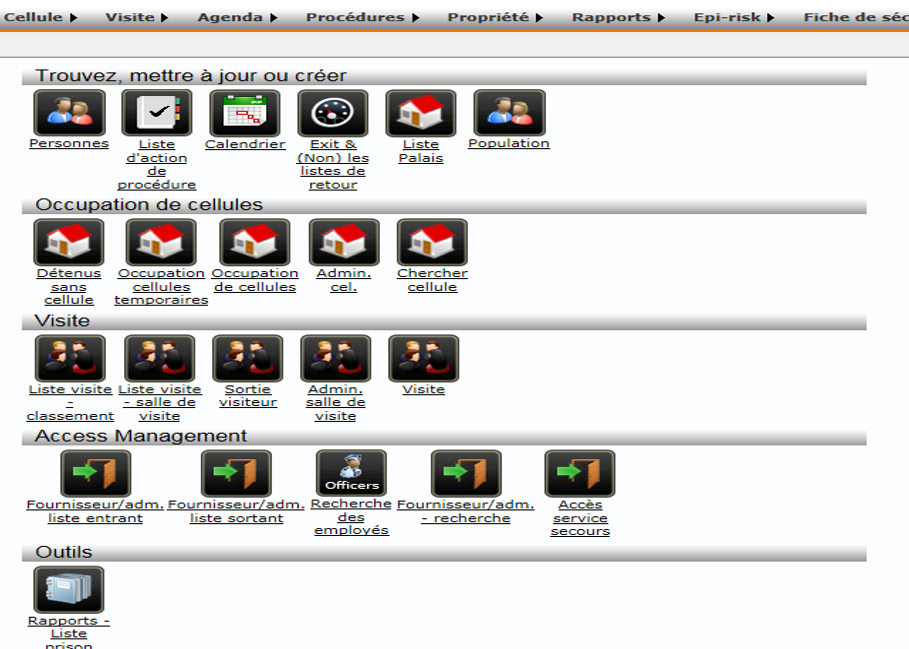 Cellule Visite Agenda Procédures Propriété Rapports Epi-risk Fiche de séc
Trouvez, mettre à jour ou créer
Personnes
Liste
d'action
de
procédure
Calendrier
Exit &
(Non) les
listes de
retour
Liste
Palais
Population
Occupation de cellules
Détenus
sans
cellule
Occupation
cellules
temporaires
Occupation
de cellules
Admin.
cel.
Chercher
cellule
Visite
Liste visite
-
classement
Liste visite
- salle de
visite
Sortie
visiteur
Admin.
salle de
visite
Visite
Access Management
Fournisseur/adm.
liste entrant
Fournisseur/adm.
liste sortant
Officers
Recherche
des
employés
Fournisseur/adm.
- recherche
Accès
service
secours
Outils
Rapports -
Liste
prison